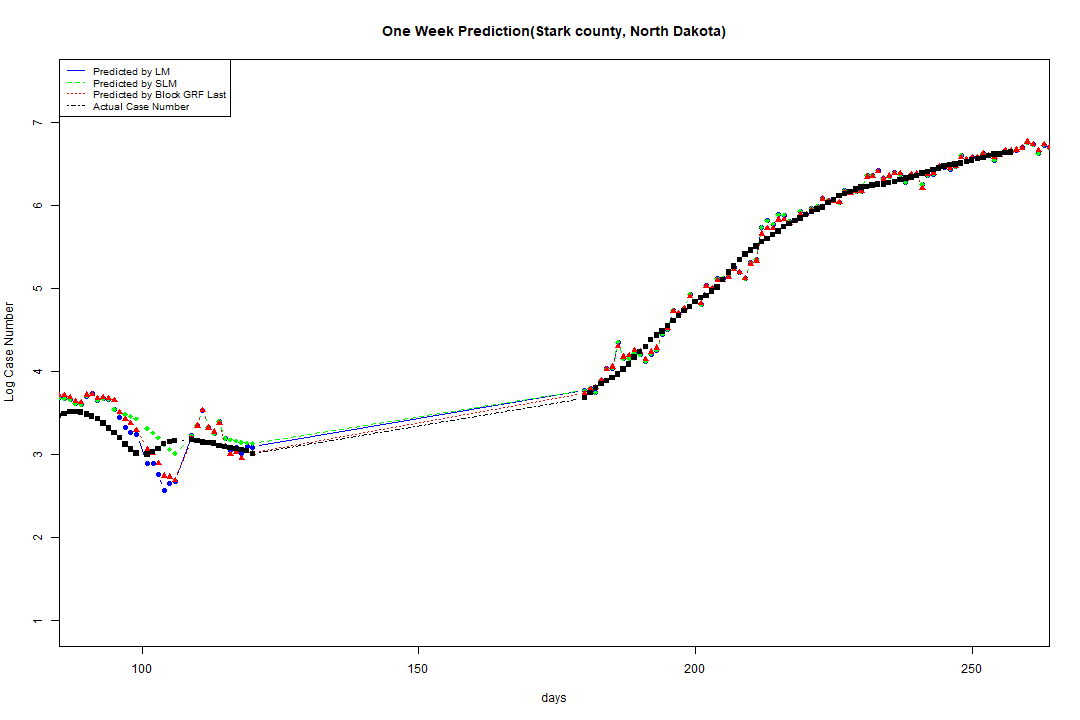 One Week Prediction(Stark county, North Dakota)
Predicted by LM
Predicted by SLM
Predicted by Block GRF Last
Actual Case Number
7
6
5
4
3
2
1
Log Case Number
100 150 200 250
days